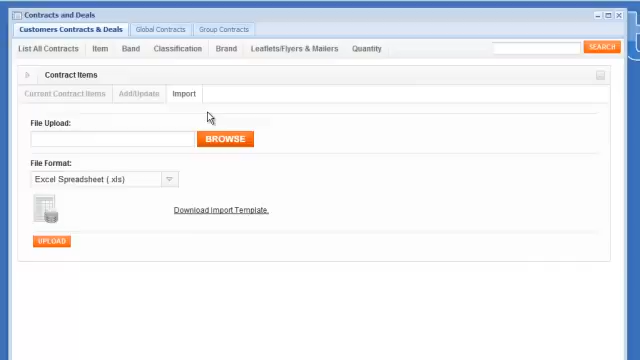 Contracts and Deals
Customers Contracts & Deals Global Contracts Group Contracts
List All Contracts Item Band Classification Brand Leaflets/Flyers & Mailers Quantity SEARCH
Contract Items
Current Contract Items Add/Update Import
File Upload:
BROWSE
File Format:
Excel Spreadsheet (.xls)
Download Import Template.
UPLOAD